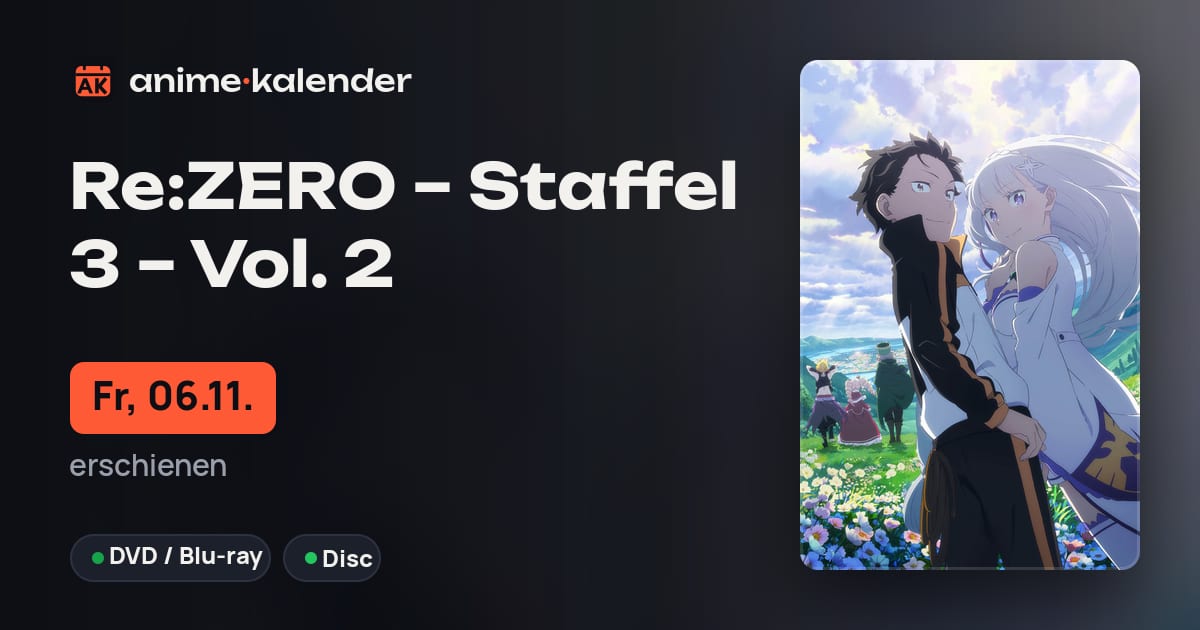 AK
anime·kalender
Re:ZERO – Staffel
3 – Vol. 2
Fr, 06.11.
erschienen
DVD / Blu-ray
Disc